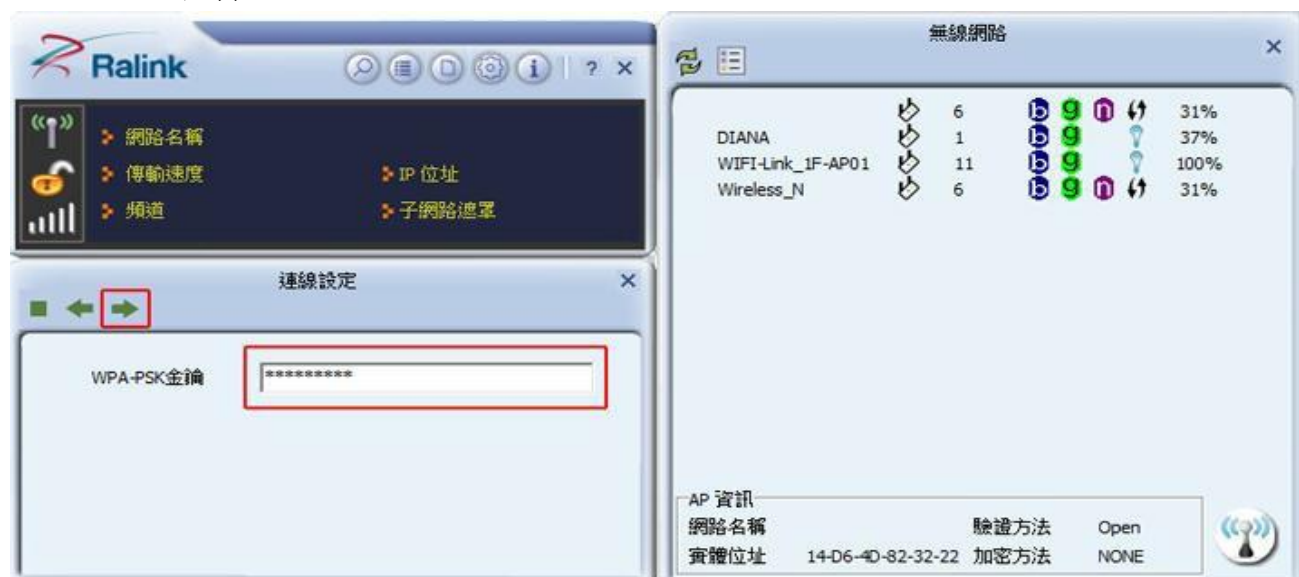 Ralink
i ? ×
網路名稱
傳輸速度 IP 位址
頻道 子網路遮罩
連線設定 ×
WPA-PSK金鑰 *********
無線網路 ×
6 b g n 31%
DIANA 1 b g 37%
WIFI-Link_1F-AP01 11 b g 100%
Wireless_N 6 b g n 31%
AP 資訊
網路名稱 驗證方法 Open
實體位址 14-D6-4D-82-32-22 加密方法 NONE